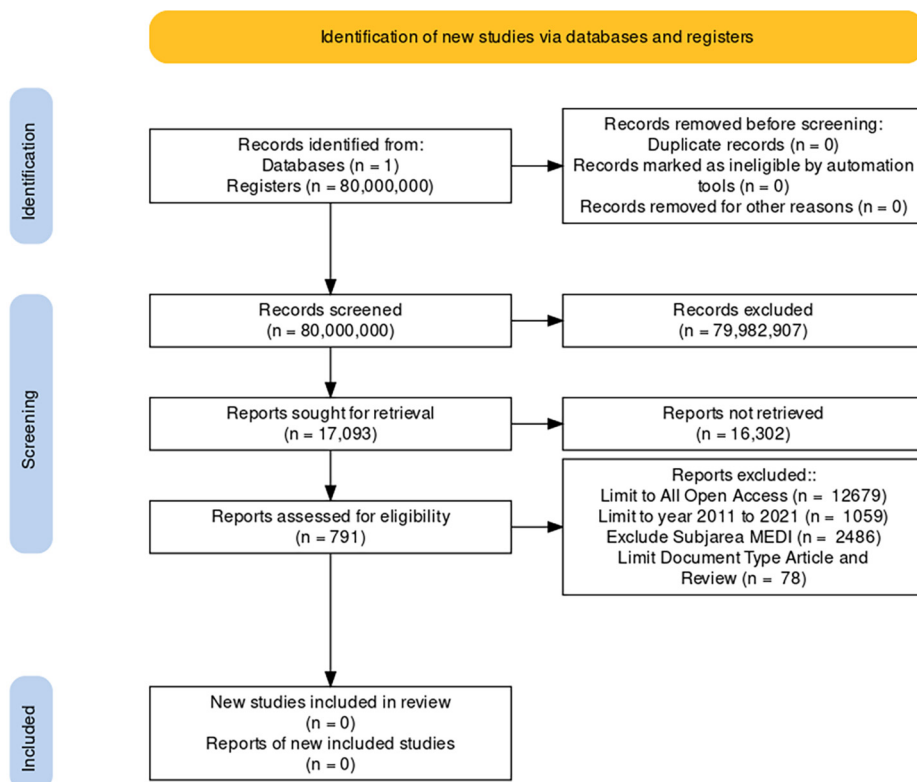 Identification of new studies via databases and registers
Identification
Records identified from:
Databases (n = 1)
Registers (n = 80,000,000)
Records removed before screening:
Duplicate records (n = 0)
Records marked as ineligible by automation
tools (n = 0)
Records removed for other reasons (n = 0)
Screening
Records screened
(n = 80,000,000)
Records excluded
(n = 79,982,907)
Reports sought for retrieval
(n = 17,093)
Reports not retrieved
(n = 16,302)
Reports assessed for eligibility
(n = 791)
Reports excluded::
Limit to All Open Access (n = 12679)
Limit to year 2011 to 2021 (n = 1059)
Exclude Subjarea MEDI (n = 2486)
Limit Document Type Article and
Review (n = 78)
Included
New studies included in review
(n = 0)
Reports of new included studies
(n = 0)